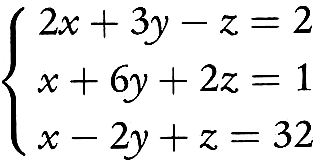 2x + 3y − z = 2
x + 6y + 2z = 1
x − 2y + z = 32